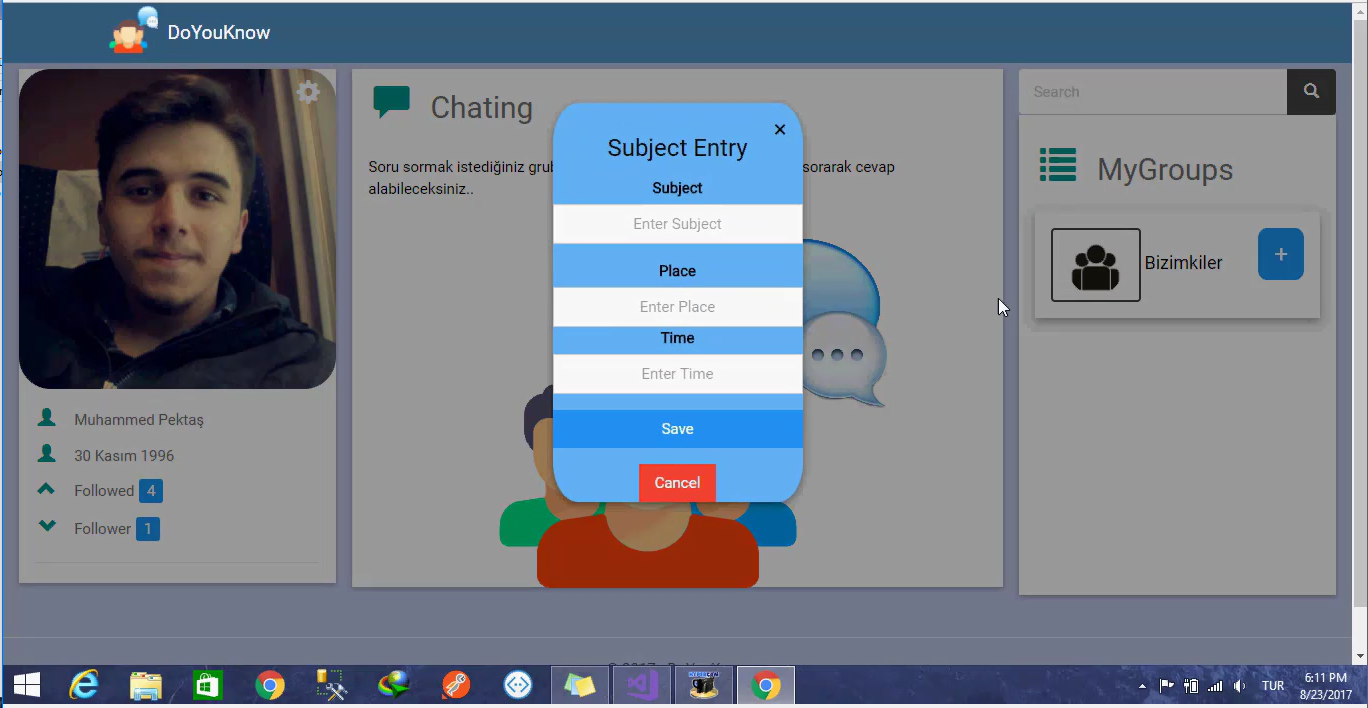 DoYouKnow
Muhammed Pektaş
30 Kasım 1996
Followed 4
Follower 1
Chating
Soru sormak istediğiniz
sorarak cevap
alabileceksiniz..
Subject Entry
×
Subject
Enter Subject
Place
Enter Place
Time
Enter Time
Save
Cancel
Search
MyGroups
Bizimkiler
+
TUR
6:11 PM
8/23/2017